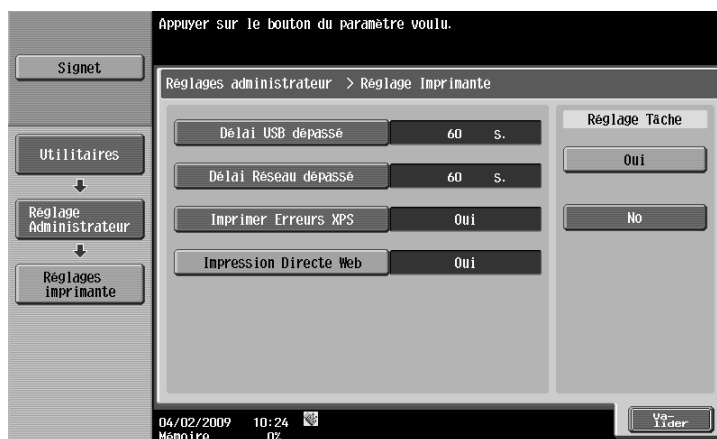 Appuyer sur le bouton du paramètre voulu.
Signet
Réglages administrateur > Réglage Imprimante
Utilitaires
Réglage
Administrateur
Réglages
imprimante
Délai USB dépassé 60 s.
Délai Réseau dépassé 60 s.
Imprimer Erreurs XPS Oui
Impression Directe Web Oui
Réglage Tâche
Oui
No
04/02/2009 10:24
Mémoire 0%
Va-
lider